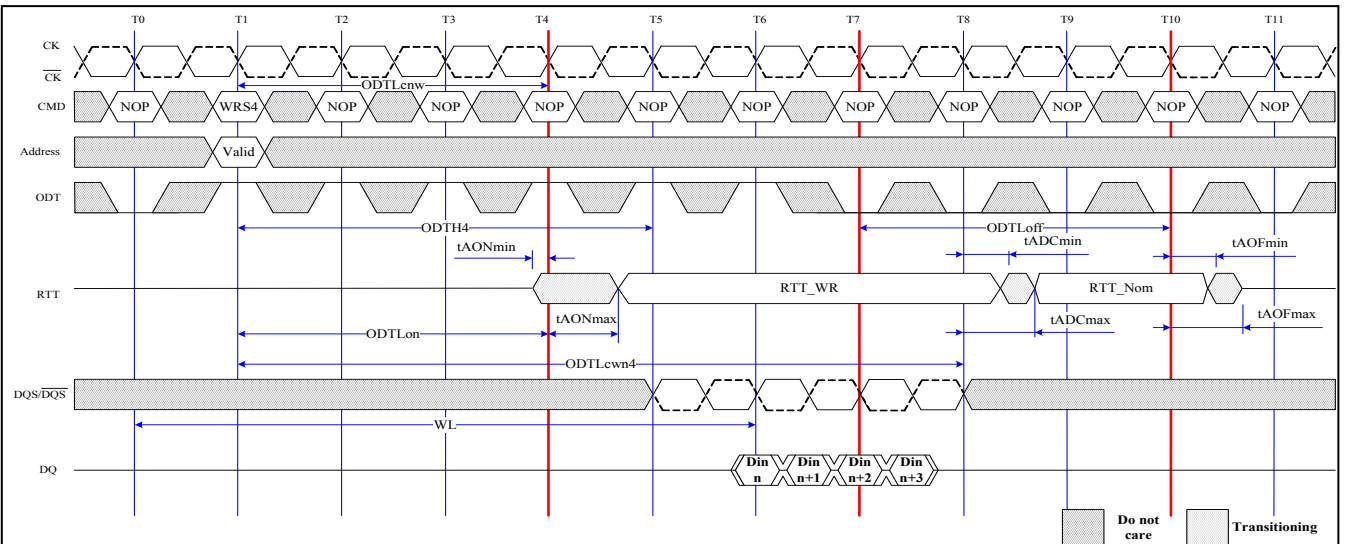 T0 T1 T2 T3 T4 T5 T6 T7 T8 T9 T10 T11
CK
CK
ODTLcnw
CMD NOP WRS4 NOP NOP NOP NOP NOP NOP NOP NOP NOP NOP
Address Valid
ODT
ODTH4 ODTLoff
tAONmin tADCmin tAOFmin
RTT RTT_WR RTT_Nom
tAONmax tADCmax tAOFmax
ODTLon
ODTLcwn4
DQS/DQS
WL
DQ Din n Din n+1 Din n+2 Din n+3
Do not care
Transitioning